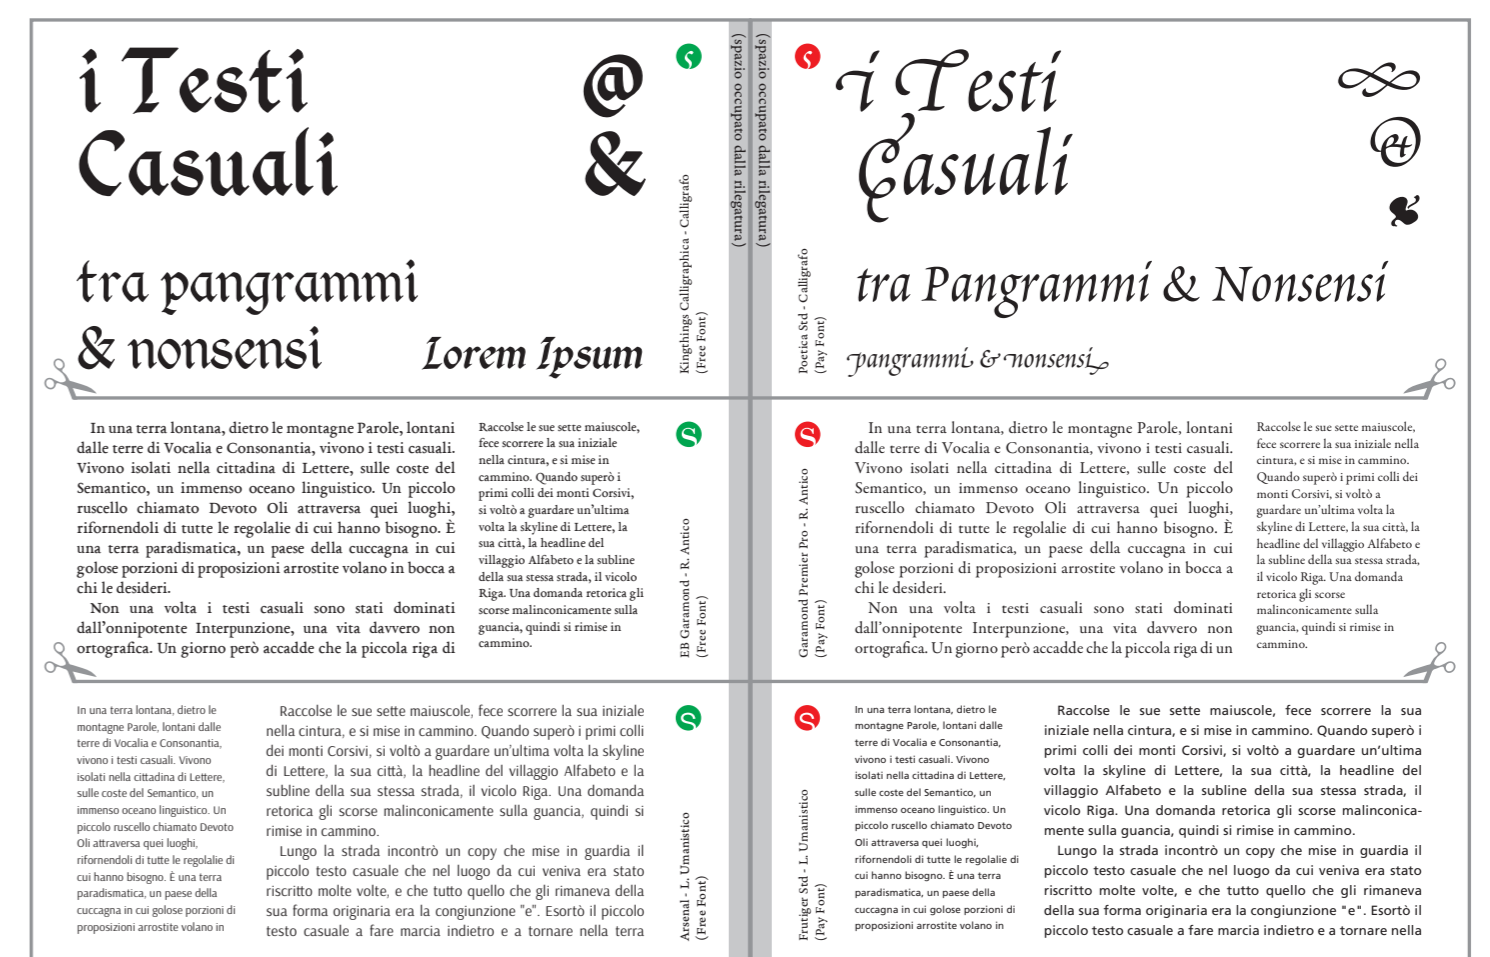 i Testi
Casuali
@
&
tra pangrammi
& nonsensi
Lorem Ipsum
Kingthings Calligraphica - Calligrafo
(Free Font)
(spazio occupato dalla rilegatura)
(spazio occupato dalla rilegatura)
Poetica Std - Calligrafo
(Pay Font)
i Testi
Casuali
&
tra Pangrammi & Nonsensi
pangrammi & nonsensi
In una terra lontana, dietro le montagne Parole, lontani
dalle terre di Vocalia e Consonantia, vivono i testi casuali.
Vivono isolati nella cittadina di Lettere, sulle coste del
Semantico, un immenso oceano linguistico. Un piccolo
ruscello chiamato Devoto Oli attraversa quei luoghi,
rifornendoli di tutte le regolalie di cui hanno bisogno. È
una terra paradismatica, un paese della cuccagna in cui
golose porzioni di proposizioni arrostite volano in bocca a
chi le desideri.
Non una volta i testi casuali sono stati dominati
dall'onnipotente Interpunzione, una vita davvero non
ortografica. Un giorno però accadde che la piccola riga di
Raccolse le sue sette maiuscole,
fece scorrere la sua iniziale
nella cintura, e si mise in
cammino. Quando superò i
primi colli dei monti Corsivi,
si voltò a guardare un'ultima
volta la skyline di Lettere, la
sua città, la headline del
villaggio Alfabeto e la subline
della sua stessa strada, il vicolo
Riga. Una domanda retorica gli
scorse malinconicamente sulla
guancia, quindi si rimise in
cammino.
S
EB Garamond - R. Antico
(Free Font)
S
Garamond Premier Pro - R. Antico
(Pay Font)
In una terra lontana, dietro le montagne Parole, lontani
dalle terre di Vocalia e Consonantia, vivono i testi casuali.
Vivono isolati nella cittadina di Lettere, sulle coste del
Semantico, un immenso oceano linguistico. Un piccolo
ruscello chiamato Devoto Oli attraversa quei luoghi,
rifornendoli di tutte le regolalie di cui hanno bisogno. È
una terra paradismatica, un paese della cuccagna in cui
golose porzioni di proposizioni arrostite volano in bocca a
chi le desideri.
Non una volta i testi casuali sono stati dominati
dall'onnipotente Interpunzione, una vita davvero non
ortografica. Un giorno però accadde che la piccola riga di un
Raccolse le sue sette maiuscole,
fece scorrere la sua iniziale nella
cintura, e si mise in cammino.
Quando superò i primi colli dei
monti Corsivi, si voltò a
guardare un'ultima volta la
skyline di Lettere, la sua città, la
headline del villaggio Alfabeto e
la subline della sua stessa strada,
il vicolo Riga. Una domanda
retorica gli scorse
malinconicamente sulla
guancia, quindi si rimise in
cammino.
In una terra lontana, dietro le
montagne Parole, lontani dalle
terre di Vocalia e Consonantia,
vivono i testi casuali. Vivono
isolati nella cittadina di Lettere,
sulle coste del Semantico, un
immenso oceano linguistico. Un
piccolo ruscello chiamato Devoto
Oli attraversa quei luoghi,
rifornendoli di tutte le regolalie di
cui hanno bisogno. È una terra
paradismatica, un paese della
cuccagna in cui golose porzioni di
proposizioni arrostite volano in
Raccolse le sue sette maiuscole, fece scorrere la sua iniziale
nella cintura, e si mise in cammino. Quando superò i primi colli
dei monti Corsivi, si voltò a guardare un'ultima volta la skyline
di Lettere, la sua città, la headline del villaggio Alfabeto e la
subline della sua stessa strada, il vicolo Riga. Una domanda
retorica gli scorse malinconicamente sulla guancia, quindi si
rimise in cammino.
Lungo la strada incontrò un copy che mise in guardia il
piccolo testo casuale che nel luogo da cui veniva era stato
riscritto molte volte, e che tutto quello che gli rimaneva della
sua forma originaria era la congiunzione "e". Esortò il piccolo
testo casuale a fare marcia indietro e a tornare nella terra
S
Arsenal - L. Umanistico
(Free Font)
S
Frutiger Std - L. Umanistico
(Pay Font)
In una terra lontana, dietro le
montagne Parole, lontani dalle
terre di Vocalia e Consonantia,
vivono i testi casuali. Vivono
isolati nella cittadina di Lettere,
sulle coste del Semantico, un
immenso oceano linguistico. Un
piccolo ruscello chiamato Devoto
Oli attraversa quei luoghi,
rifornendoli di tutte le regolalie di
cui hanno bisogno. È una terra
paradismatica, un paese della
cuccagna in cui golose porzioni di
proposizioni arrostite volano in
Raccolse le sue sette maiuscole, fece scorrere la sua
iniziale nella cintura, e si mise in cammino. Quando superò i
primi colli dei monti Corsivi, si voltò a guardare un'ultima
volta la skyline di Lettere, la sua città, la headline del
villaggio Alfabeto e la subline della sua stessa strada, il
vicolo Riga. Una domanda retorica gli scorse malinconica-
mente sulla guancia, quindi si rimise in cammino.
Lungo la strada incontrò un copy che mise in guardia il
piccolo testo casuale che nel luogo da cui veniva era stato
riscritto molte volte, e che tutto quello che gli rimaneva
della sua forma originaria era la congiunzione "e". Esortò il
piccolo testo casuale a fare marcia indietro e a tornare nella